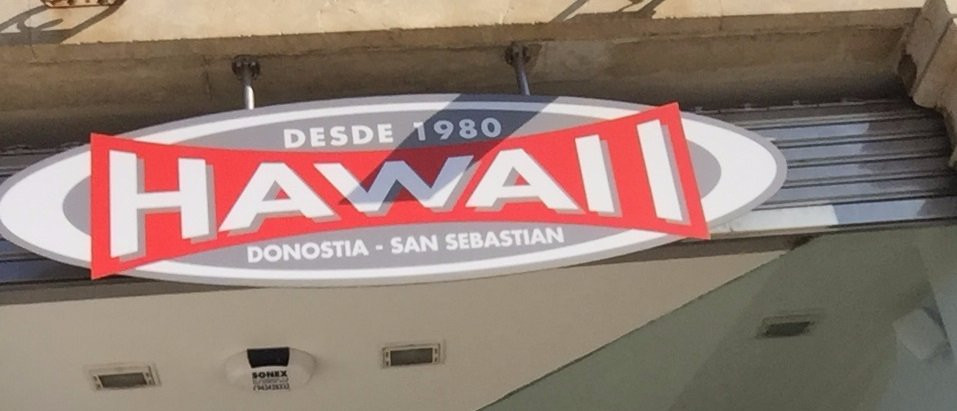 DESDE 1980
HAWAII
DONOSTIA - SAN SEBASTIAN
SONEX